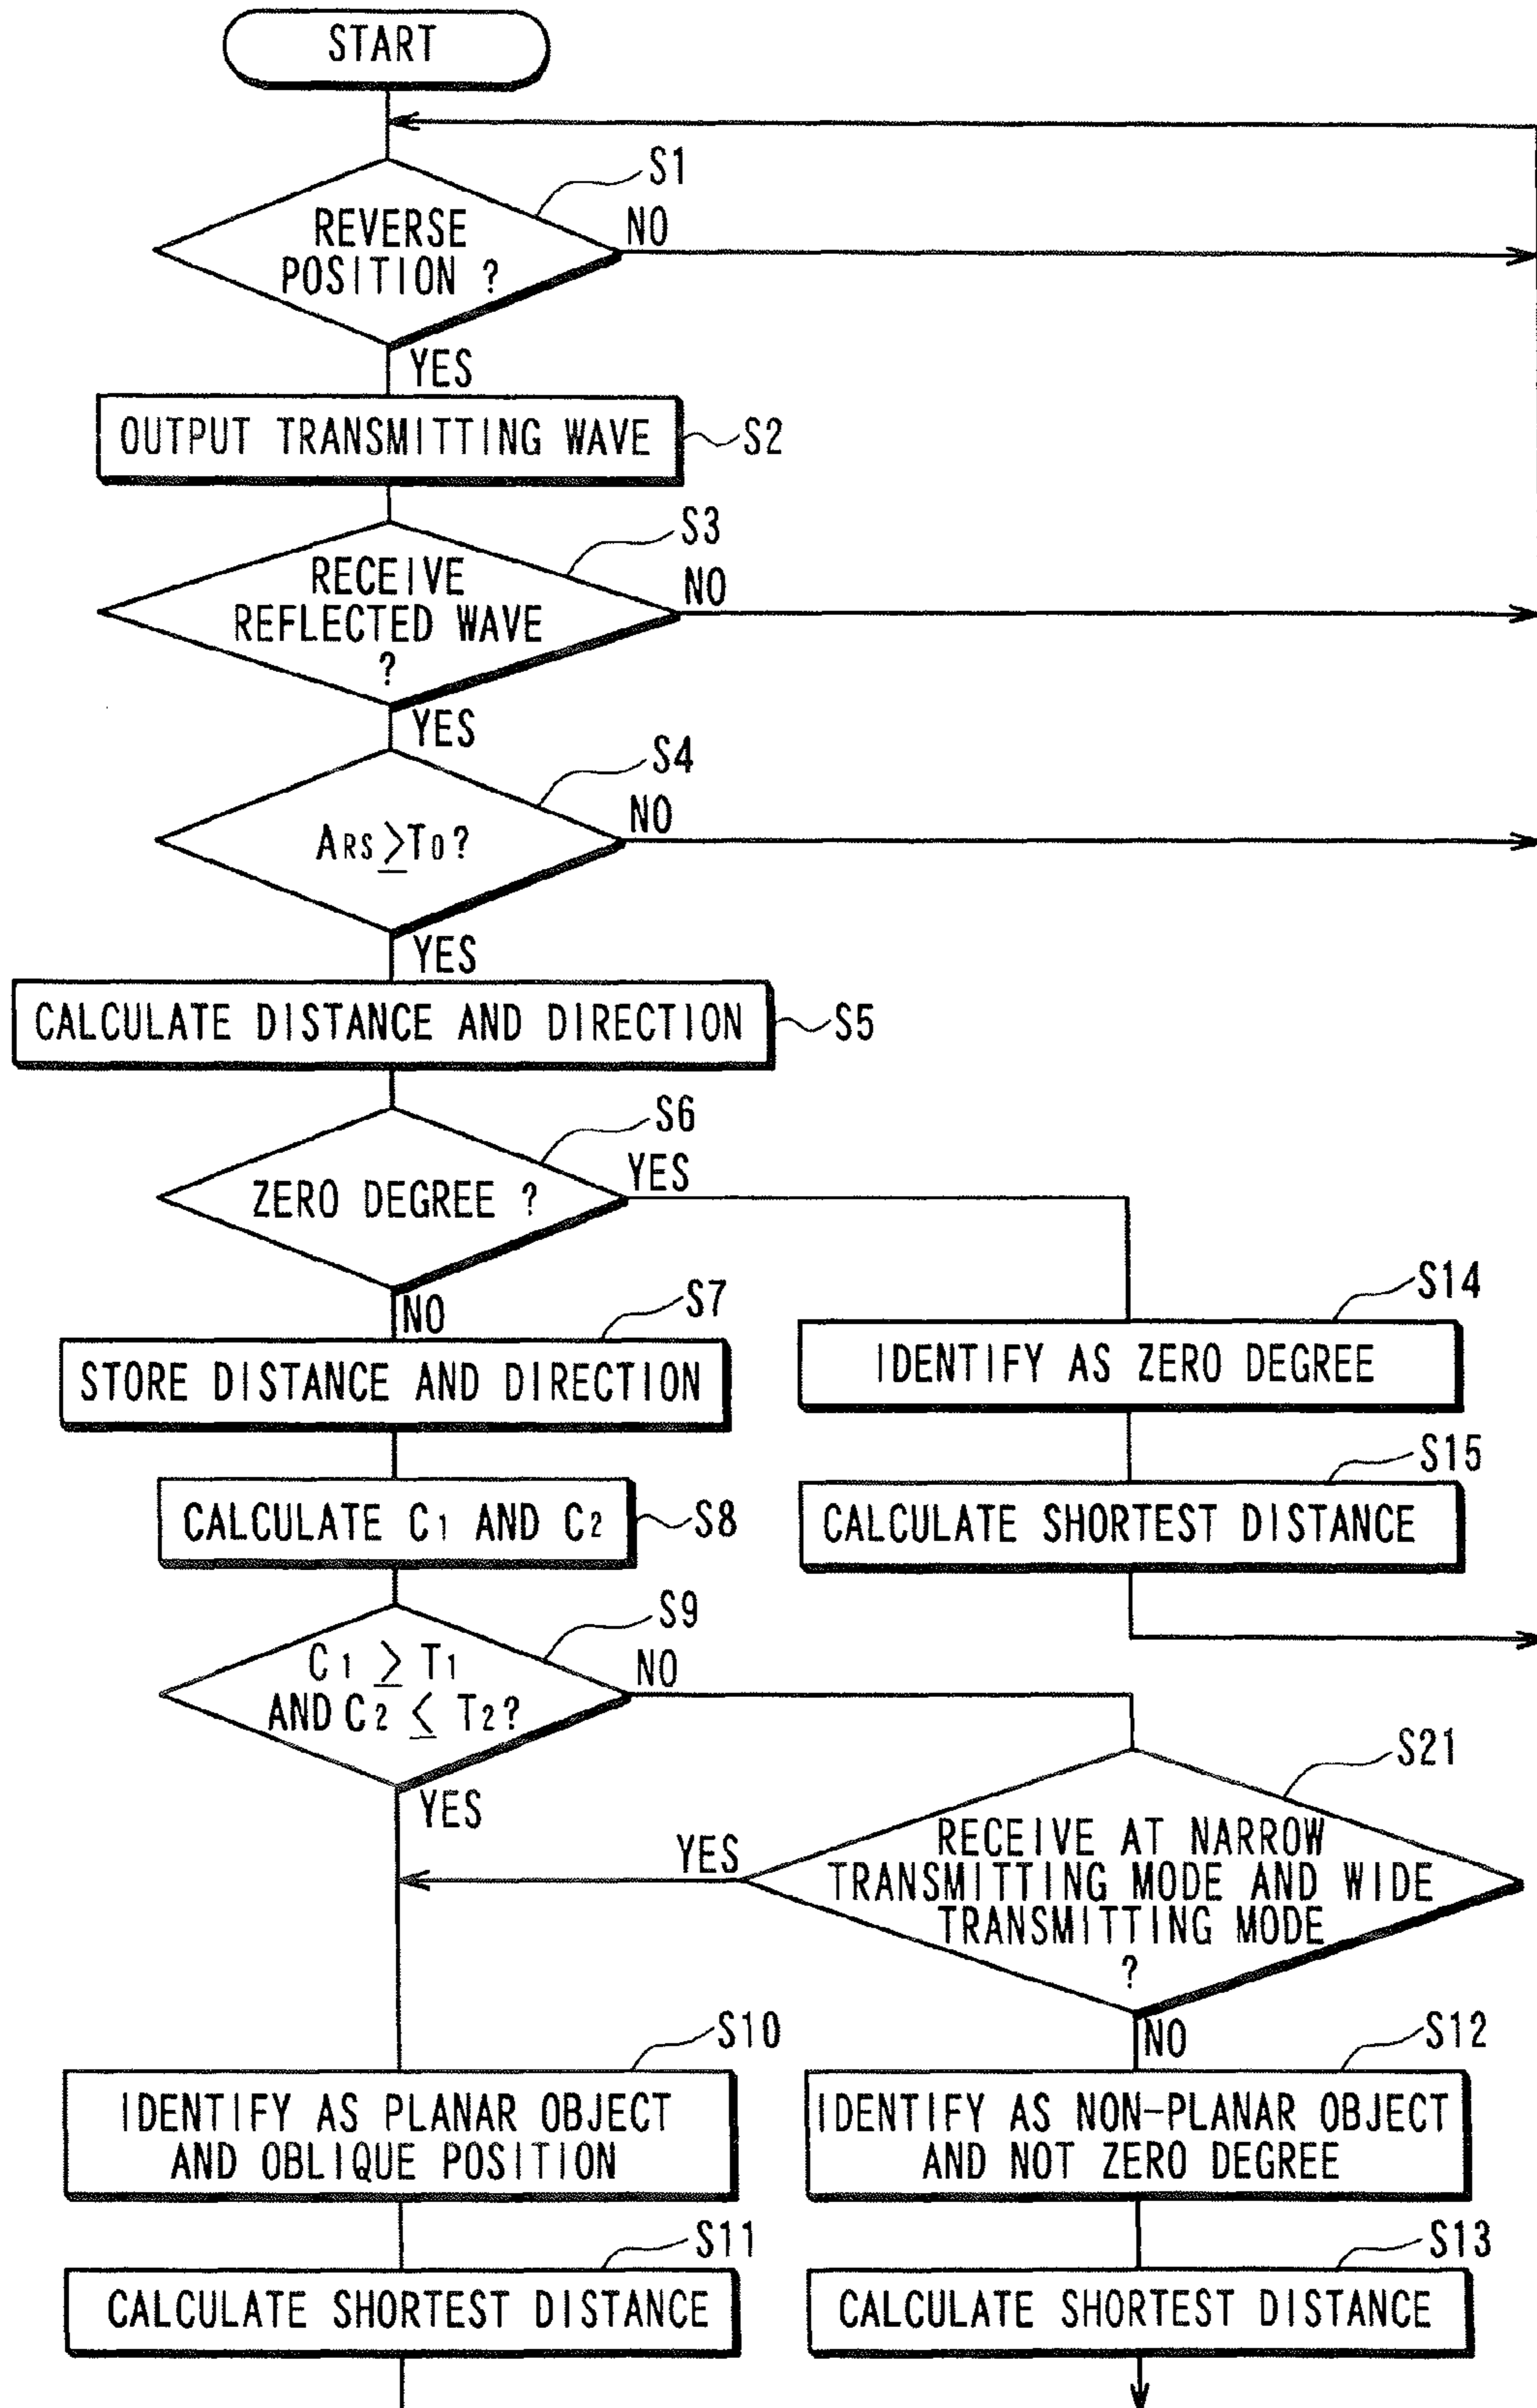 START
S1
REVERSE
POSITION ?
NO
YES
OUTPUT TRANSMITTING WAVE
S2
S3
RECEIVE
REFLECTED WAVE
?
NO
YES
S4
ARS ≥ T0?
NO
YES
CALCULATE DISTANCE AND DIRECTION
S5
S6
ZERO DEGREE ?
YES
NO
S7
STORE DISTANCE AND DIRECTION
S14
IDENTIFY AS ZERO DEGREE
CALCULATE C1 AND C2
S8
S15
CALCULATE SHORTEST DISTANCE
S9
C1 ≥ T1
AND C2 ≤ T2?
NO
YES
S21
RECEIVE AT NARROW
TRANSMITTING MODE AND WIDE
TRANSMITTING MODE
?
YES
NO
S10
IDENTIFY AS PLANAR OBJECT
AND OBLIQUE POSITION
S12
IDENTIFY AS NON-PLANAR OBJECT
AND NOT ZERO DEGREE
S11
CALCULATE SHORTEST DISTANCE
S13
CALCULATE SHORTEST DISTANCE